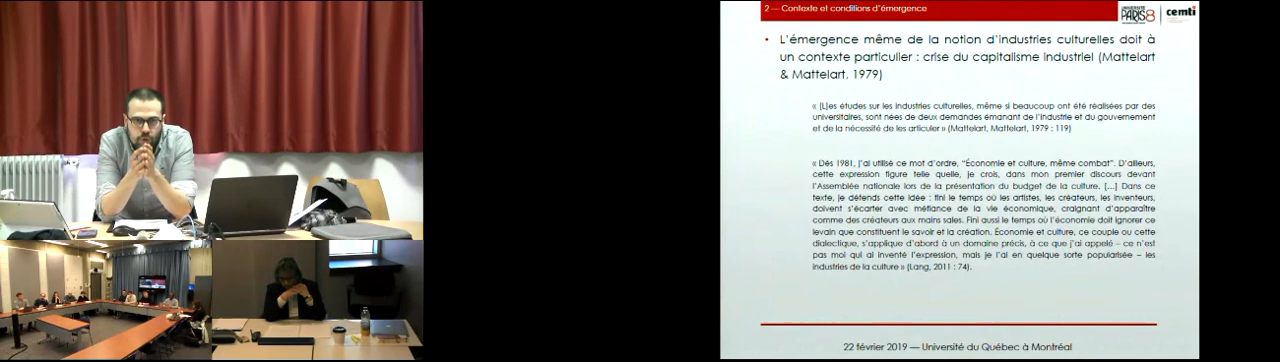 2 — Contexte et conditions d'émergence
UNIVERSITÉ
PARIS 8
cemti
• L'émergence même de la notion d'industries culturelles doit à
un contexte particulier : crise du capitalisme industriel (Mattelart
& Mattelart, 1979)
« [L]es études sur les industries culturelles, même si beaucoup ont été réalisées par des
universitaires, sont nées de deux demandes émanant de l'industrie et du gouvernement
et de la nécessité de les articuler » (Mattelart, Mattelart, 1979 : 119)
« Dès 1981, j'ai utilisé ce mot d'ordre, "Économie et culture, même combat". D'ailleurs,
cette expression figure telle quelle, je crois, dans mon premier discours devant
l'Assemblée nationale lors de la présentation du budget de la culture. [...] Dans ce
texte, je défends cette idée : fini le temps où les artistes, les créateurs, les inventeurs,
doivent s'écarter avec méfiance de la vie économique, craignant d'apparaître
comme des créateurs aux mains sales. Fini aussi le temps où l'économie doit ignorer ce
levain que constituent le savoir et la création. Économie et culture, ce couple ou cette
dialectique, s'applique d'abord à un domaine précis, à ce que j'ai appelé – ce n'est
pas moi qui ai inventé l'expression, mais je l'ai en quelque sorte popularisée – les
industries de la culture » (Lang, 2011 : 74).
22 février 2019 — Université du Québec à Montréal